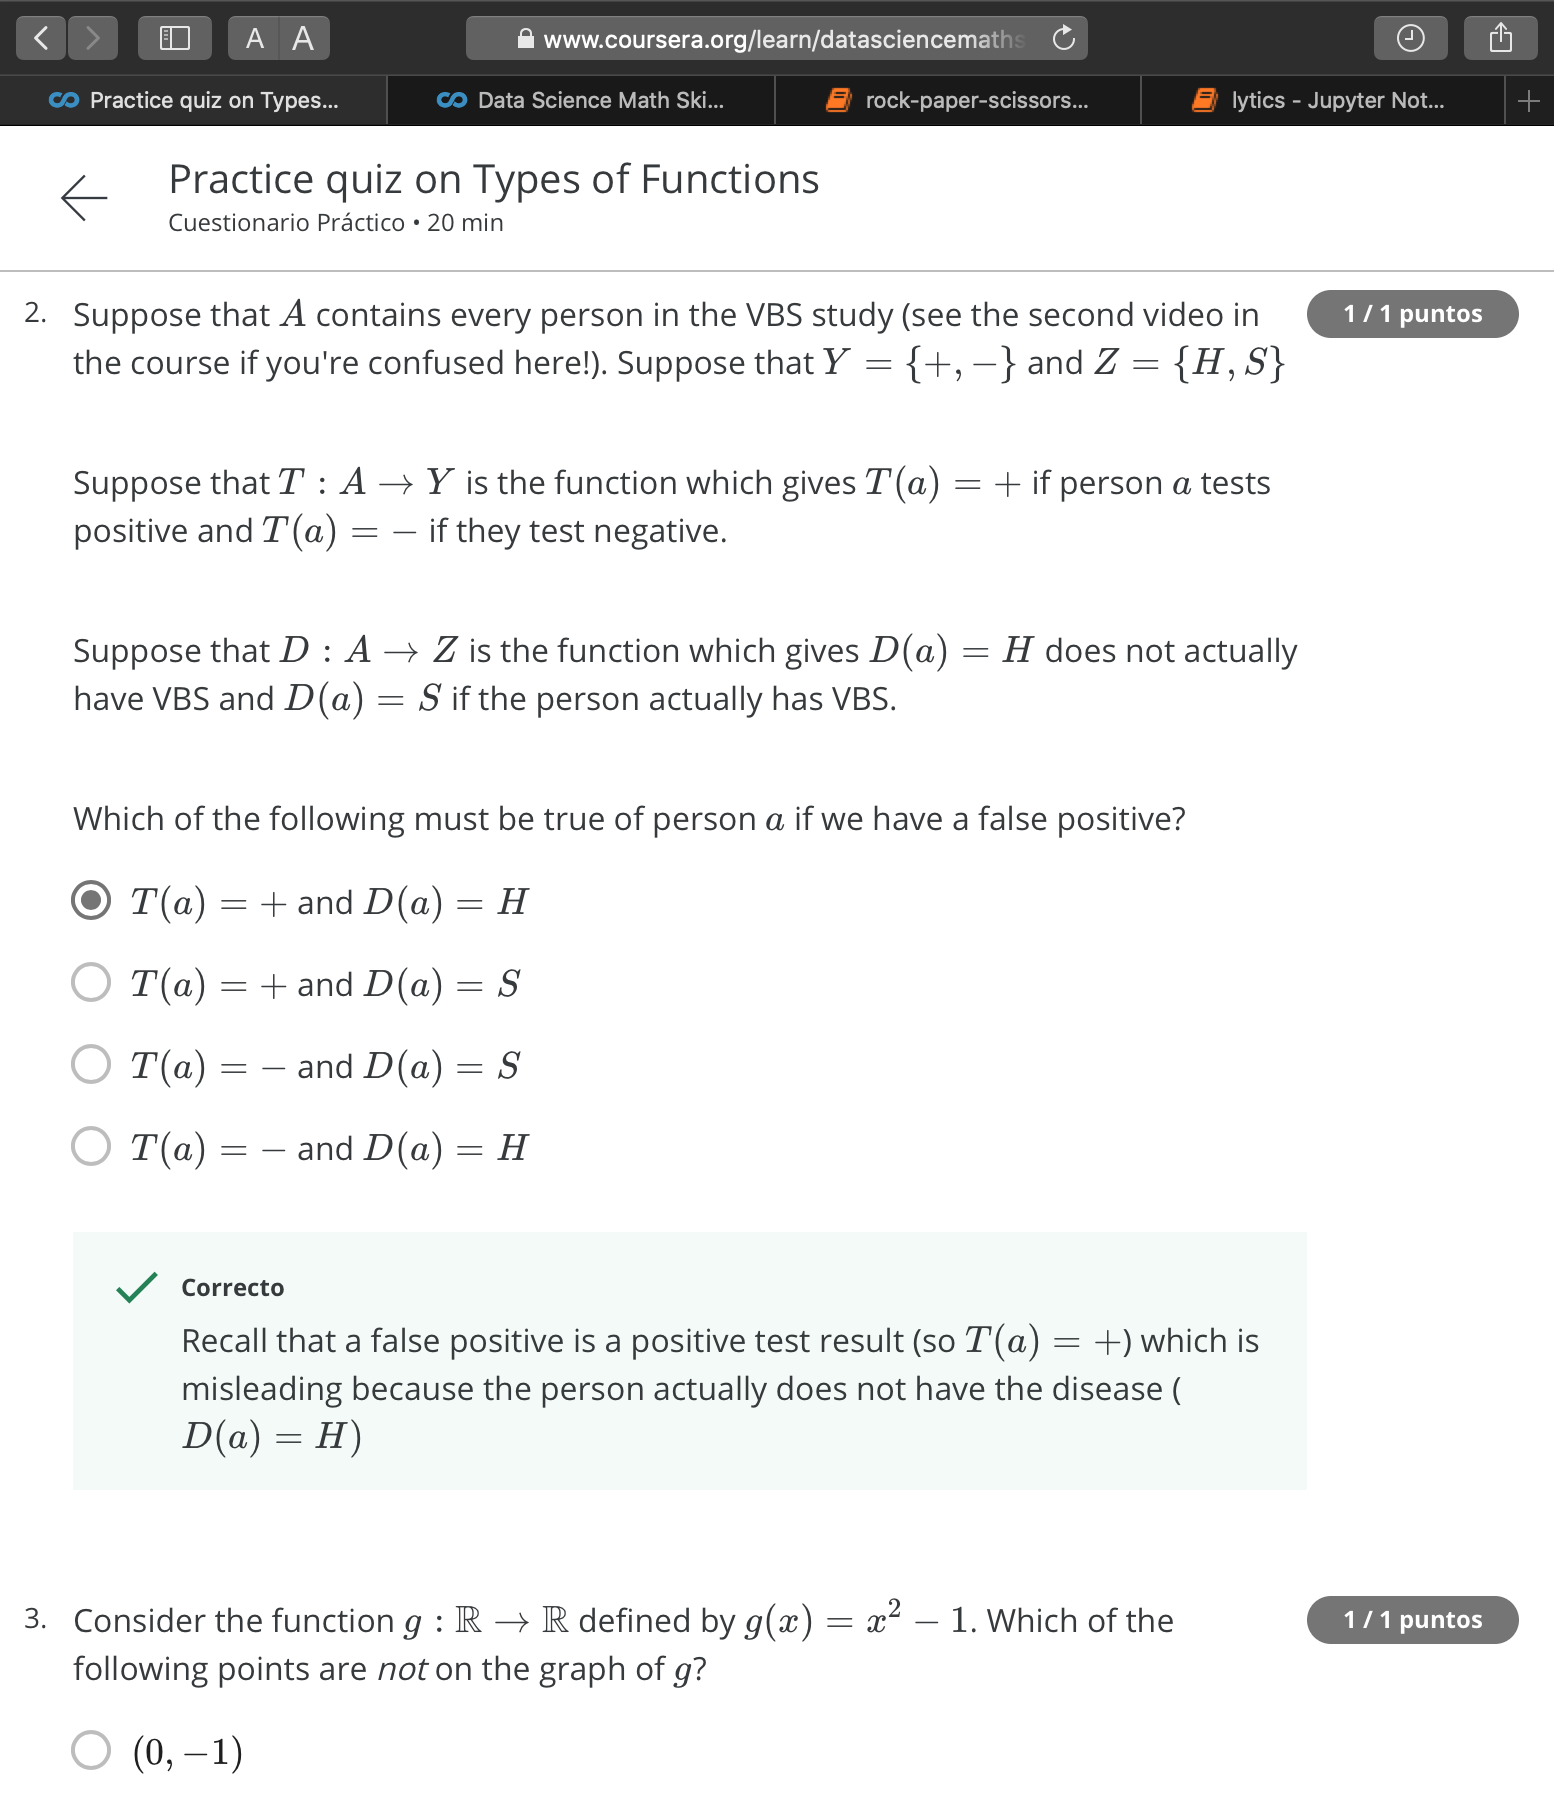 A A
www.coursera.org/learn/datasciencemaths
Practice quiz on Types...
Data Science Math Ski...
rock-paper-scissors...
lytics - Jupyter Not...
Practice quiz on Types of Functions
Cuestionario Práctico • 20 min
2. Suppose that A contains every person in the VBS study (see the second video in
the course if you're confused here!). Suppose that Y = {+, −} and Z = {H, S}
1 / 1 puntos
Suppose that T : A → Y is the function which gives T(a) = + if person a tests
positive and T(a) = − if they test negative.
Suppose that D : A → Z is the function which gives D(a) = H does not actually
have VBS and D(a) = S if the person actually has VBS.
Which of the following must be true of person a if we have a false positive?
T(a) = + and D(a) = H
T(a) = + and D(a) = S
T(a) = − and D(a) = S
T(a) = − and D(a) = H
Correcto
Recall that a false positive is a positive test result (so T(a) = +) which is
misleading because the person actually does not have the disease (
D(a) = H)
3. Consider the function g : ℝ → ℝ defined by g(x) = x² − 1. Which of the
following points are not on the graph of g?
1 / 1 puntos
(0, −1)